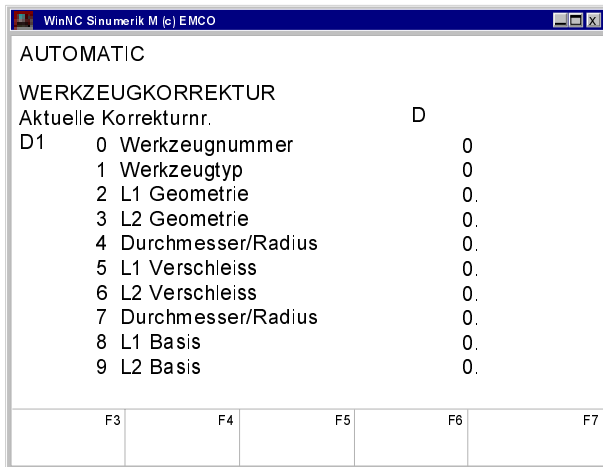 WinNC Sinumerik M (c) EMCO
AUTOMATIC
WERKZEUGKORREKTUR
Aktuelle Korrekturnr. D
D1 0 Werkzeugnummer 0
1 Werkzeugtyp 0
2 L1 Geometrie 0.
3 L2 Geometrie 0.
4 Durchmesser/Radius 0.
5 L1 Verschleiss 0.
6 L2 Verschleiss 0.
7 Durchmesser/Radius 0.
8 L1 Basis 0.
9 L2 Basis 0.
F3 F4 F5 F6 F7